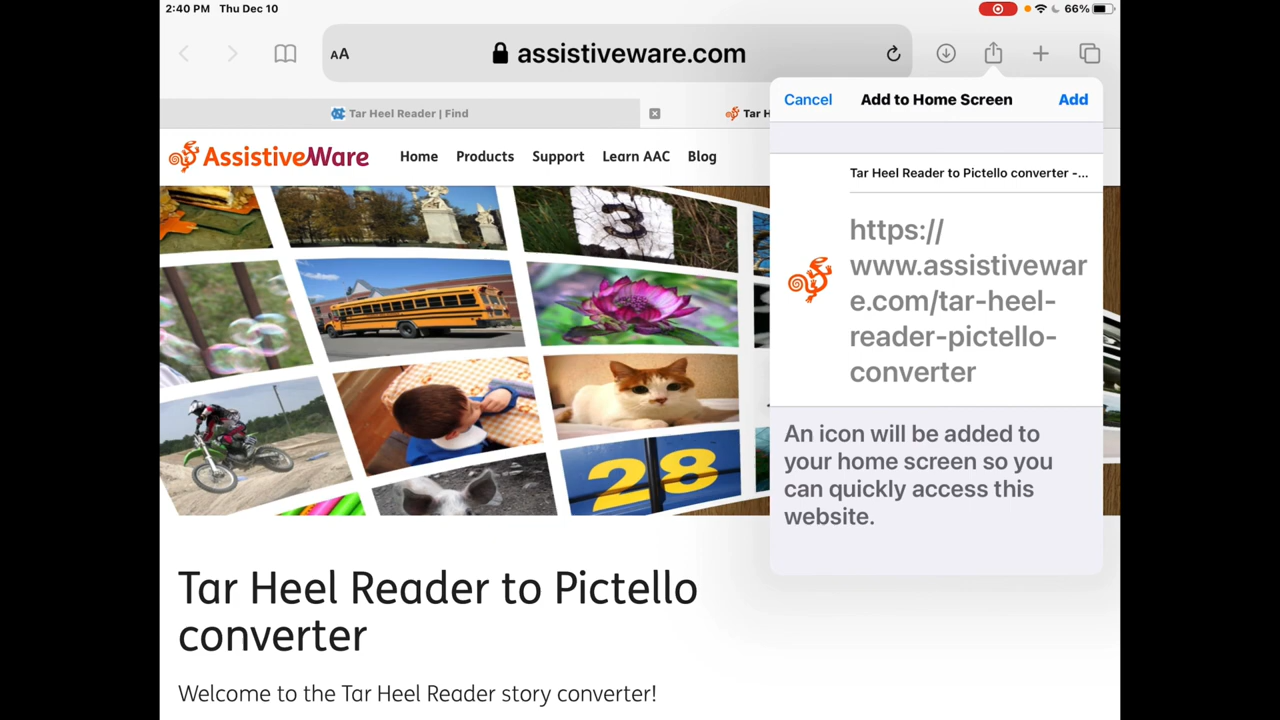 2:40 PM Thu Dec 10
66%
AA
assistiveware.com
Tar Heel Reader | Find
Tar H
Cancel
Add to Home Screen
Add
AssistiveWare
Home
Products
Support
Learn AAC
Blog
Tar Heel Reader to Pictello converter -...
https://
www.assistivewar
e.com/tar-heel-
reader-pictello-
converter
3
28
An icon will be added to
your home screen so you
can quickly access this
website.
Tar Heel Reader to Pictello
converter
Welcome to the Tar Heel Reader story converter!